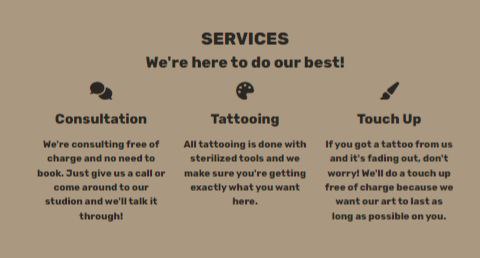 SERVICES
We're here to do our best!
Consultation
We're consulting free of
charge and no need to
book. Just give us a call or
come around to our
studion and we'll talk it
through!
Tattooing
All tattooing is done with
sterilized tools and we
make sure you're getting
exactly what you want
here.
Touch Up
If you got a tattoo from us
and it's fading out, don't
worry! We'll do a touch up
free of charge because we
want our art to last as
long as possible on you.